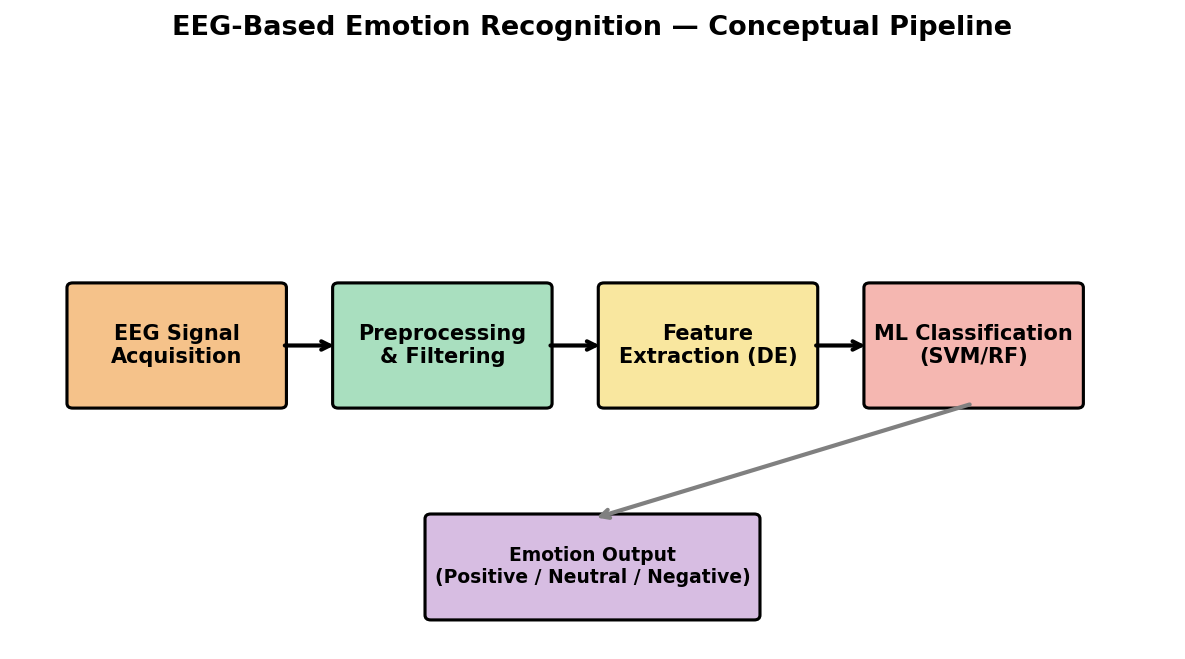 EEG-Based Emotion Recognition — Conceptual Pipeline
EEG Signal
Acquisition
Preprocessing
& Filtering
Feature
Extraction (DE)
ML Classification
(SVM/RF)
Emotion Output
(Positive / Neutral / Negative)